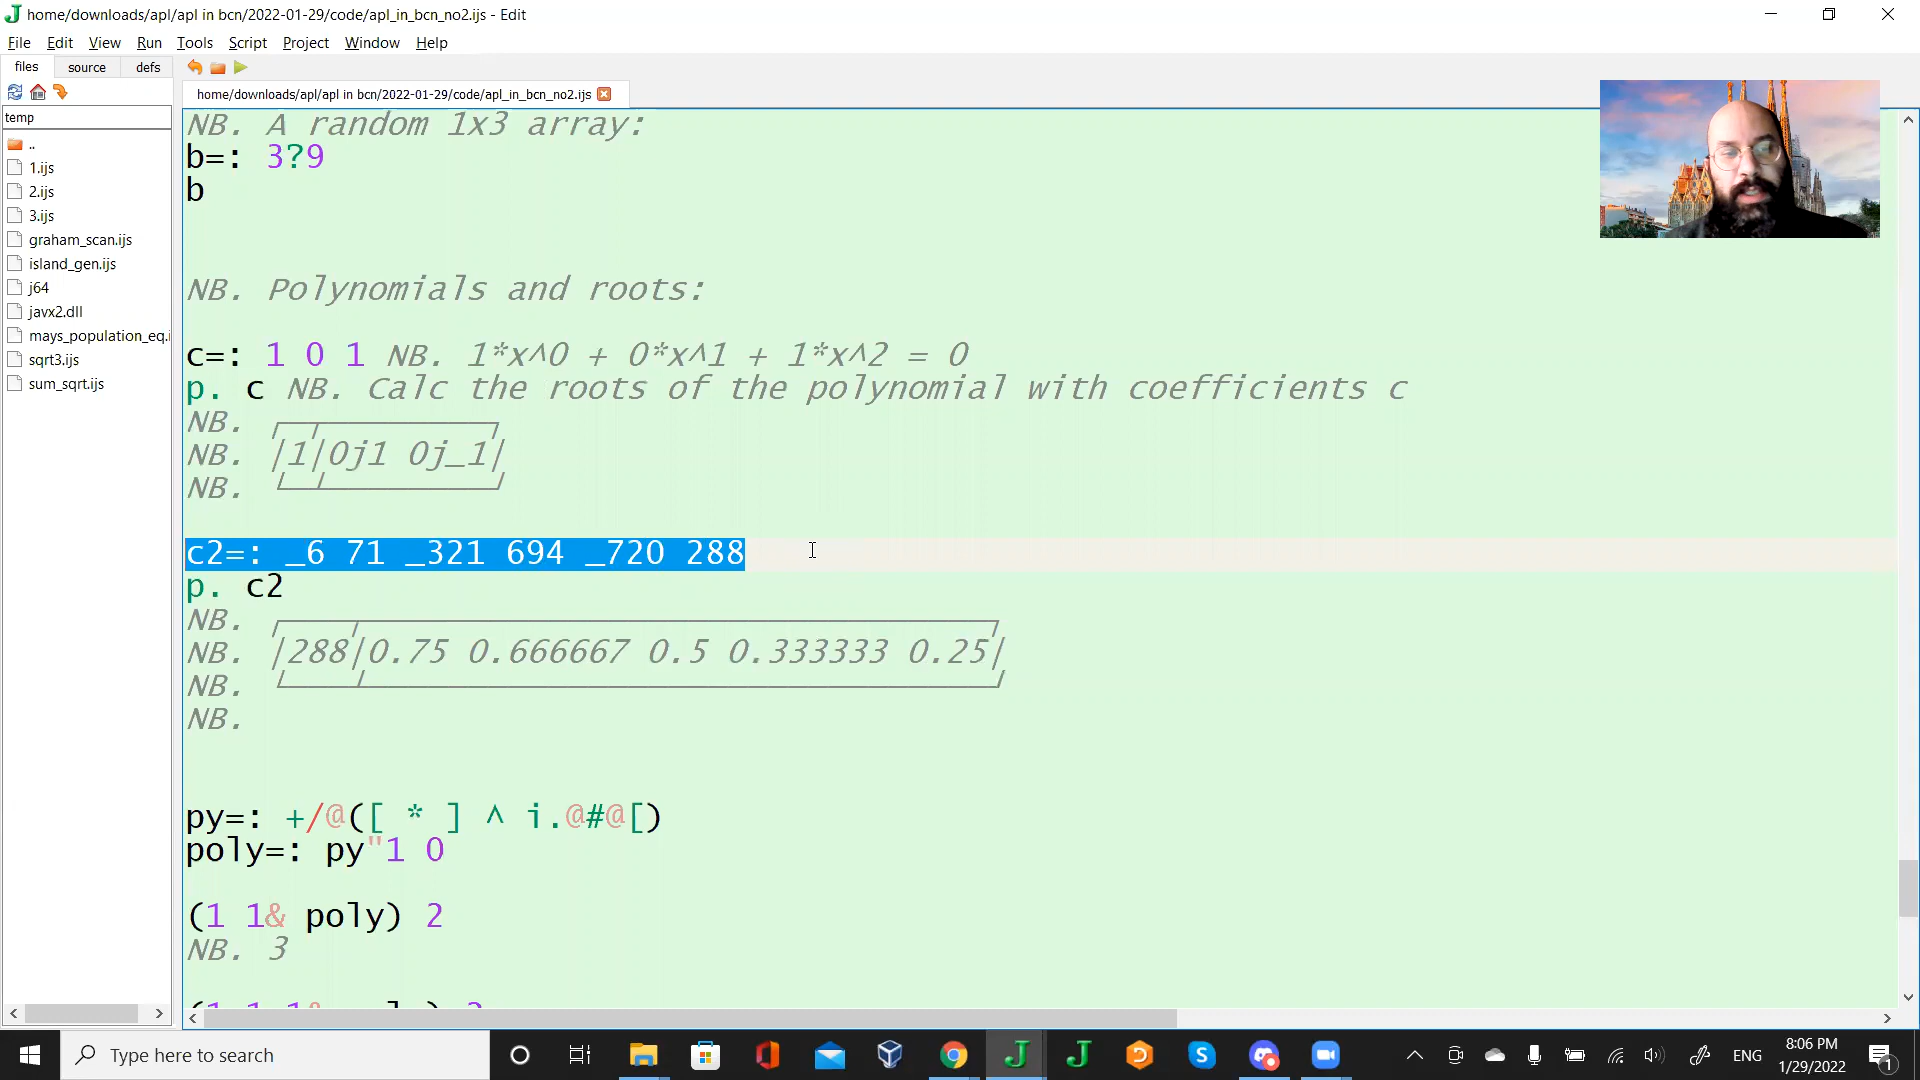 home/downloads/apl/apl in bcn/2022-01-29/code/apl_in_bcn_no2.ijs - Edit
File Edit View Run Tools Script Project Window Help
files source defs
home/downloads/apl/apl in bcn/2022-01-29/code/apl_in_bcn_no2.ijs
temp
..
1.ijs
2.ijs
3.ijs
graham_scan.ijs
island_gen.ijs
j64
javx2.dll
mays_population_eq.i
sqrt3.ijs
sum_sqrt.ijs
NB. A random 1x3 array:
b=: 3?9
b
NB. Polynomials and roots:
c=: 1 0 1 NB. 1*x^0 + 0*x^1 + 1*x^2 = 0
p. c NB. Calc the roots of the polynomial with coefficients c
NB. ┌─┬────────┐
NB. │1│0j1 0j_1│
NB. └─┴────────┘
c2=: _6 71 _321 694 _720 288
p. c2
NB. ┌───┬──────────────────────────────┐
NB. │288│0.75 0.666667 0.5 0.333333 0.25│
NB. └───┴──────────────────────────────┘
NB.
py=: +/@([ * ] ^ i.@#@[)
poly=: py"1 0
(1 1& poly) 2
NB. 3
Type here to search
ENG
8:06 PM
1/29/2022
1